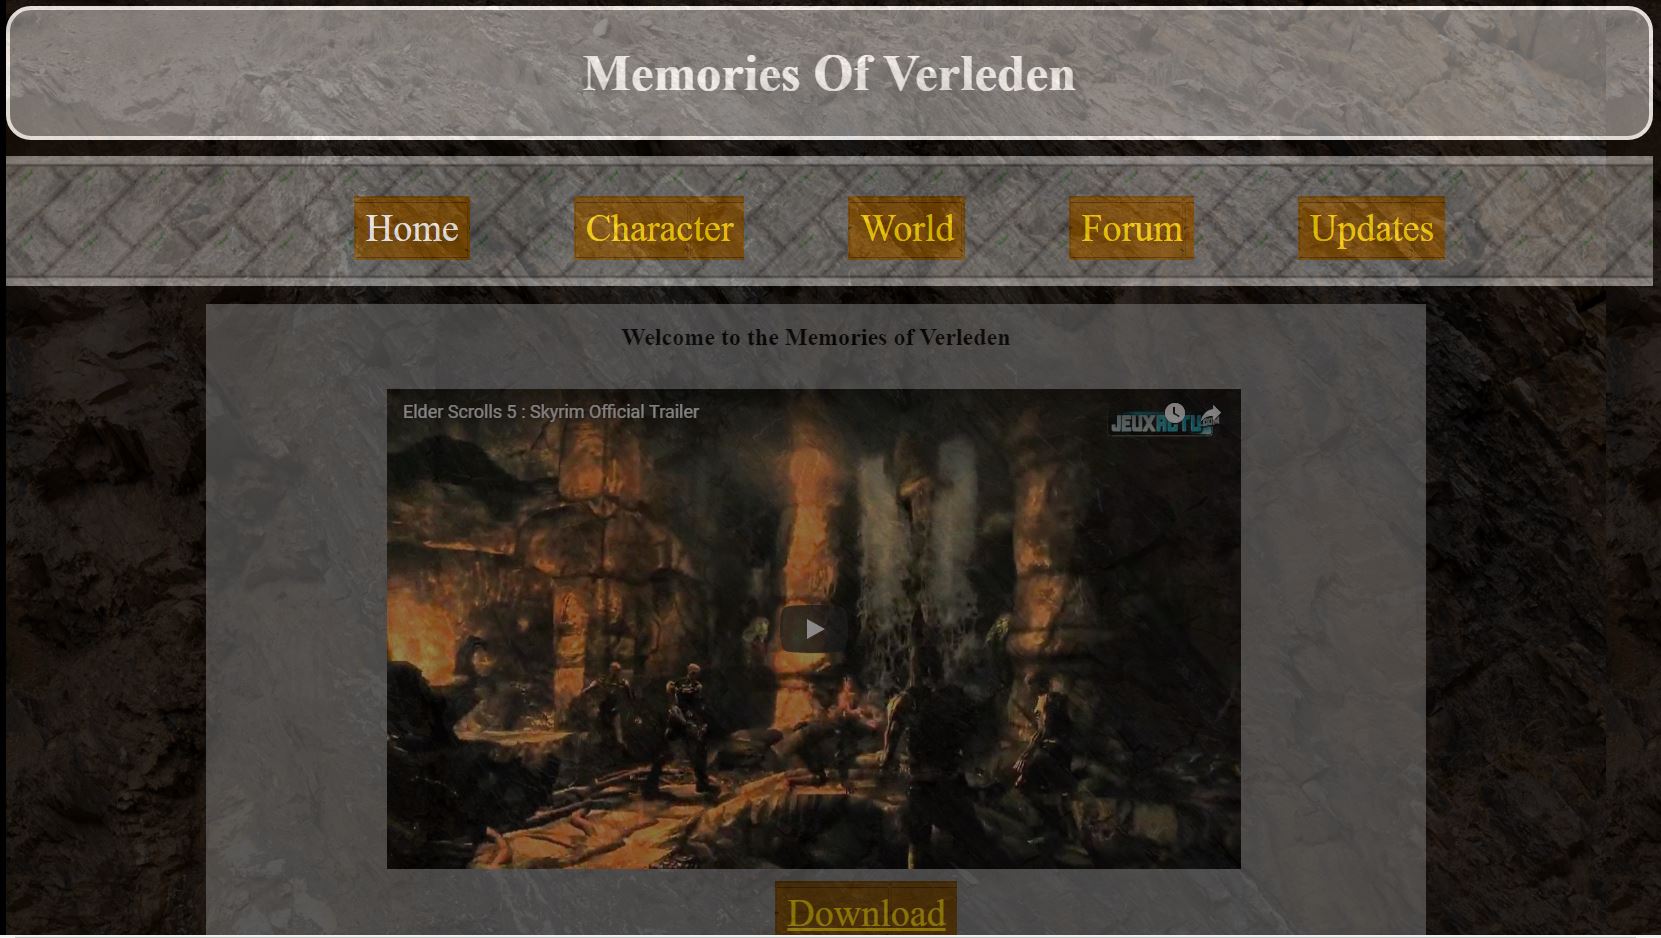 Memories Of Verleden
Home Character World Forum Updates
Welcome to the Memories of Verleden
Elder Scrolls 5 : Skyrim Official Trailer
JEUXACTU
Download